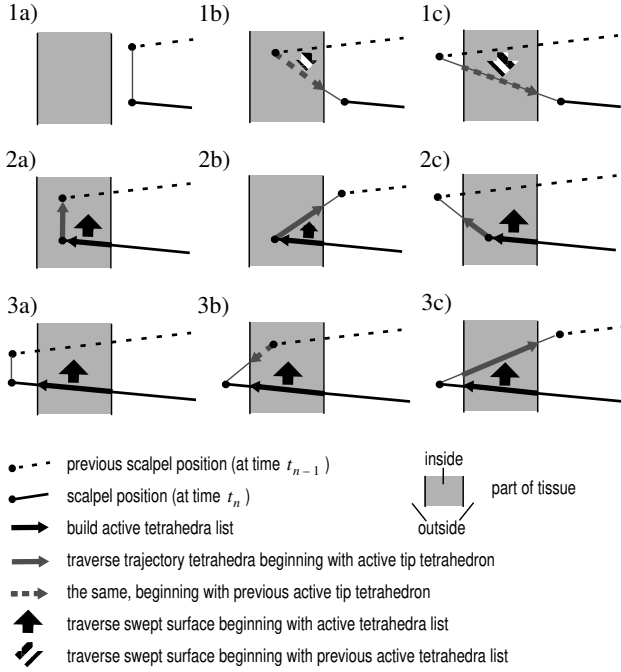 1a)
1b)
1c)
2a)
2b)
2c)
3a)
3b)
3c)
previous scalpel position (at time t n – 1 )
scalpel position (at time t n )
build active tetrahedra list
traverse trajectory tetrahedra beginning with active tip tetrahedron
the same, beginning with previous active tip tetrahedron
traverse swept surface beginning with active tetrahedra list
traverse swept surface beginning with previous active tetrahedra list
inside
part of tissue
outside